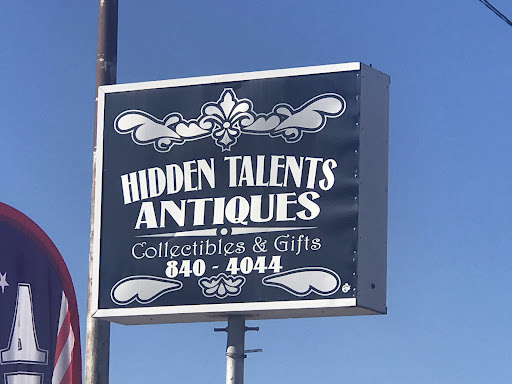 HIDDEN TALENTS
ANTIQUES
Collectibles & Gifts
840 - 4044